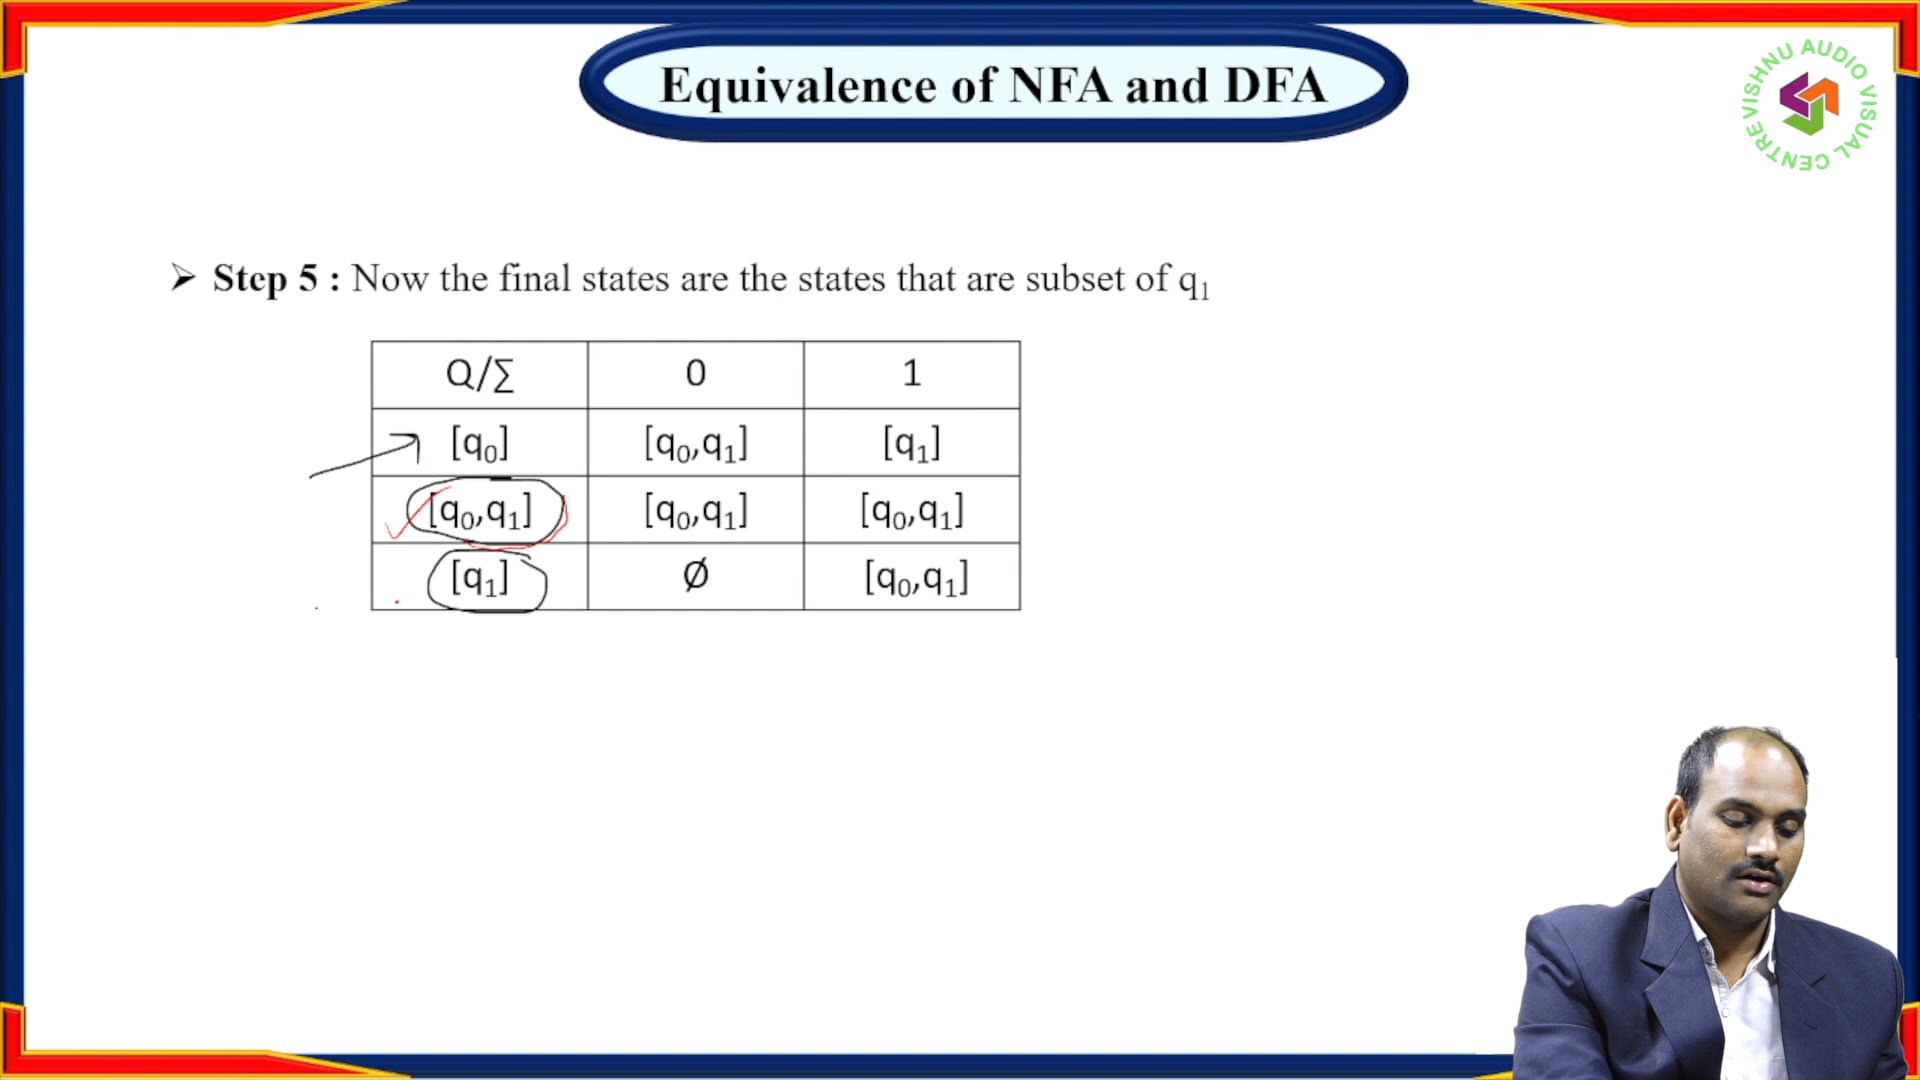 Equivalence of NFA and DFA
VISHNU AUDIO VISUAL CENTRE
➢ Step 5 : Now the final states are the states that are subset of q₁
Q/∑ 0 1
[q₀] [q₀,q₁] [q₁]
[q₀,q₁] [q₀,q₁] [q₀,q₁]
[q₁] Ø [q₀,q₁]